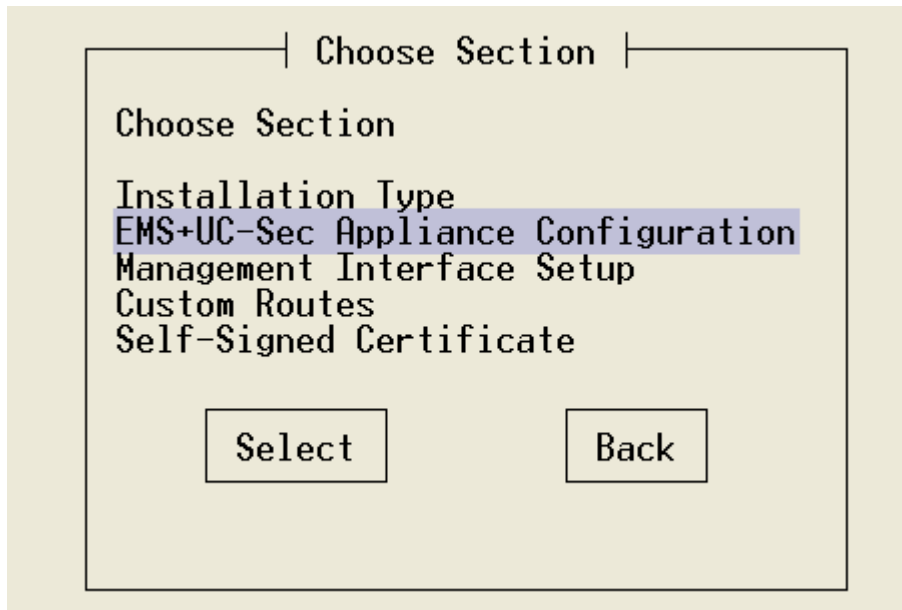 Choose Section
Choose Section
Installation Type
EMS+UC-Sec Appliance Configuration
Management Interface Setup
Custom Routes
Self-Signed Certificate
Select Back